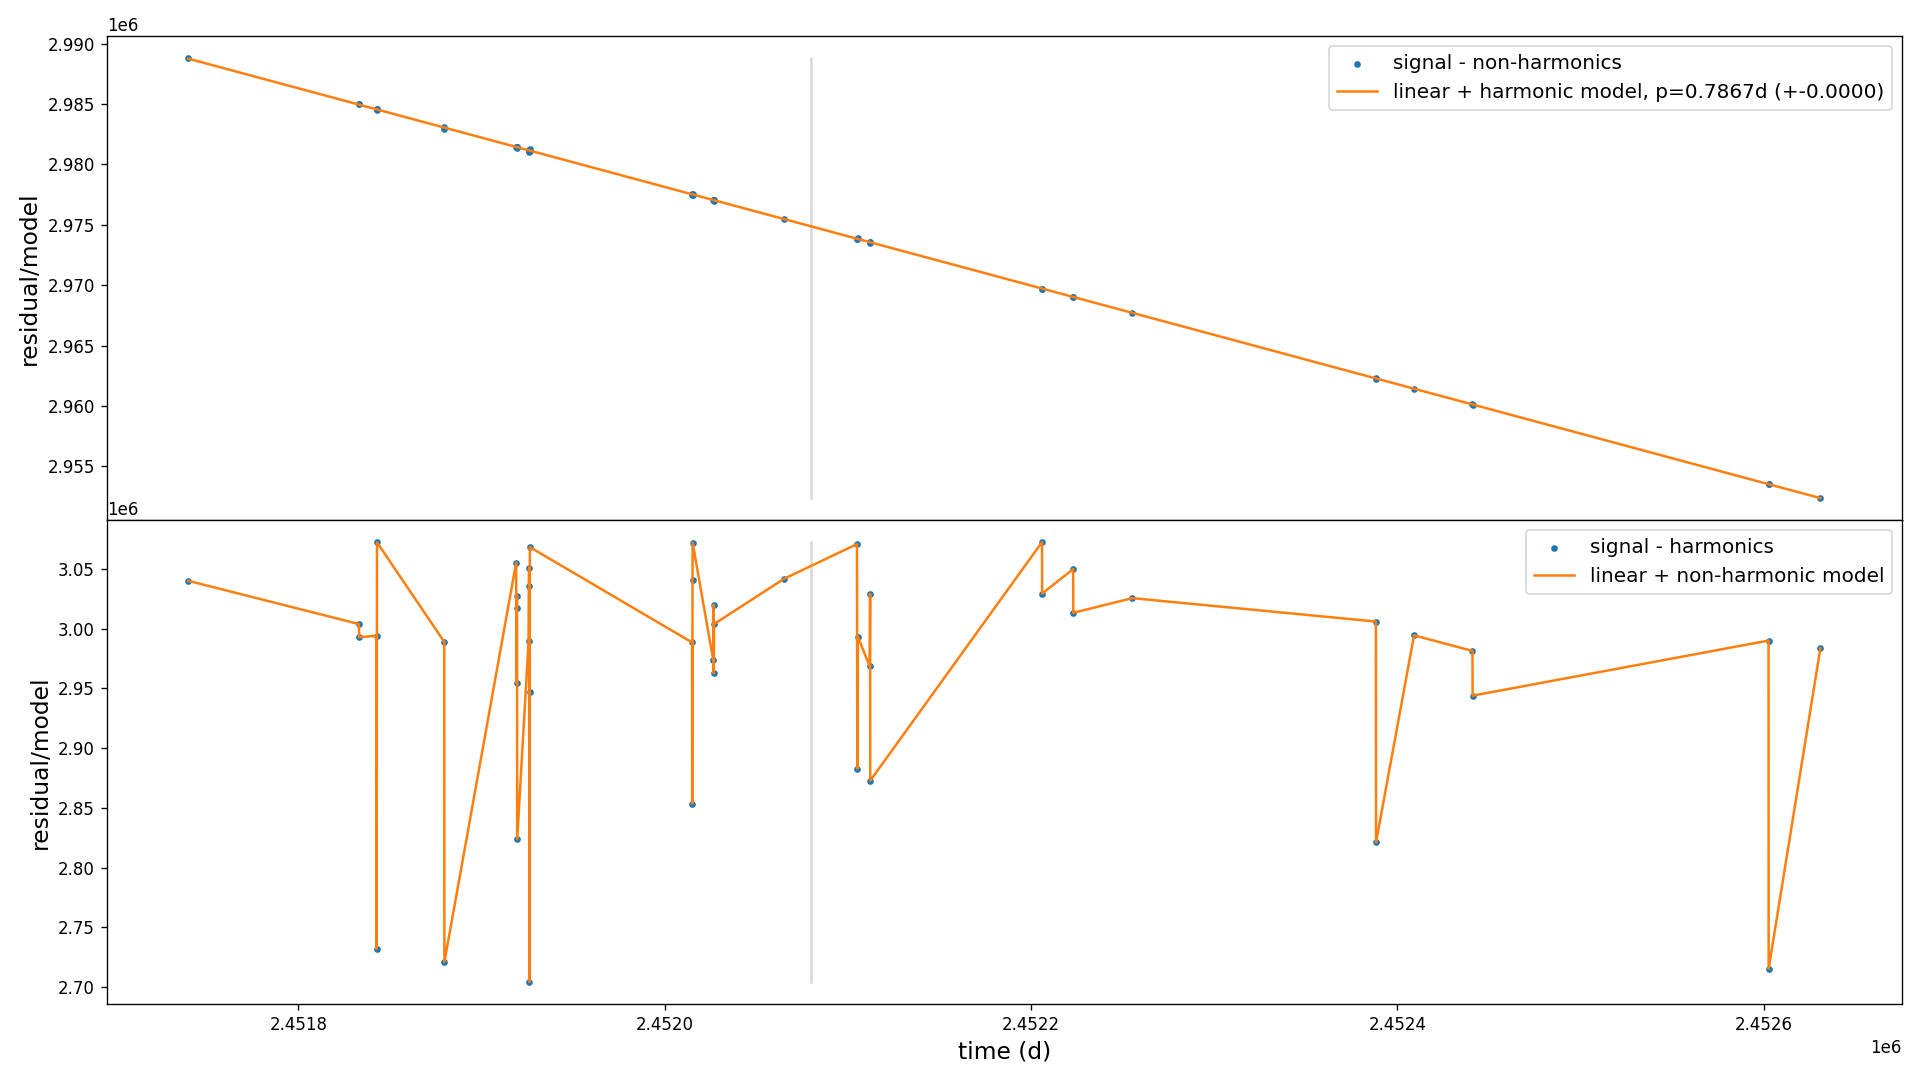 1e6
2.990
2.985
2.980
2.975
2.970
2.965
2.960
2.955
residual/model
signal - non-harmonics
linear + harmonic model, p=0.7867d (+-0.0000)
1e6
3.05
3.00
2.95
2.90
2.85
2.80
2.75
2.70
residual/model
signal - harmonics
linear + non-harmonic model
2.4518 2.4520 2.4522 2.4524 2.4526
time (d)
1e6